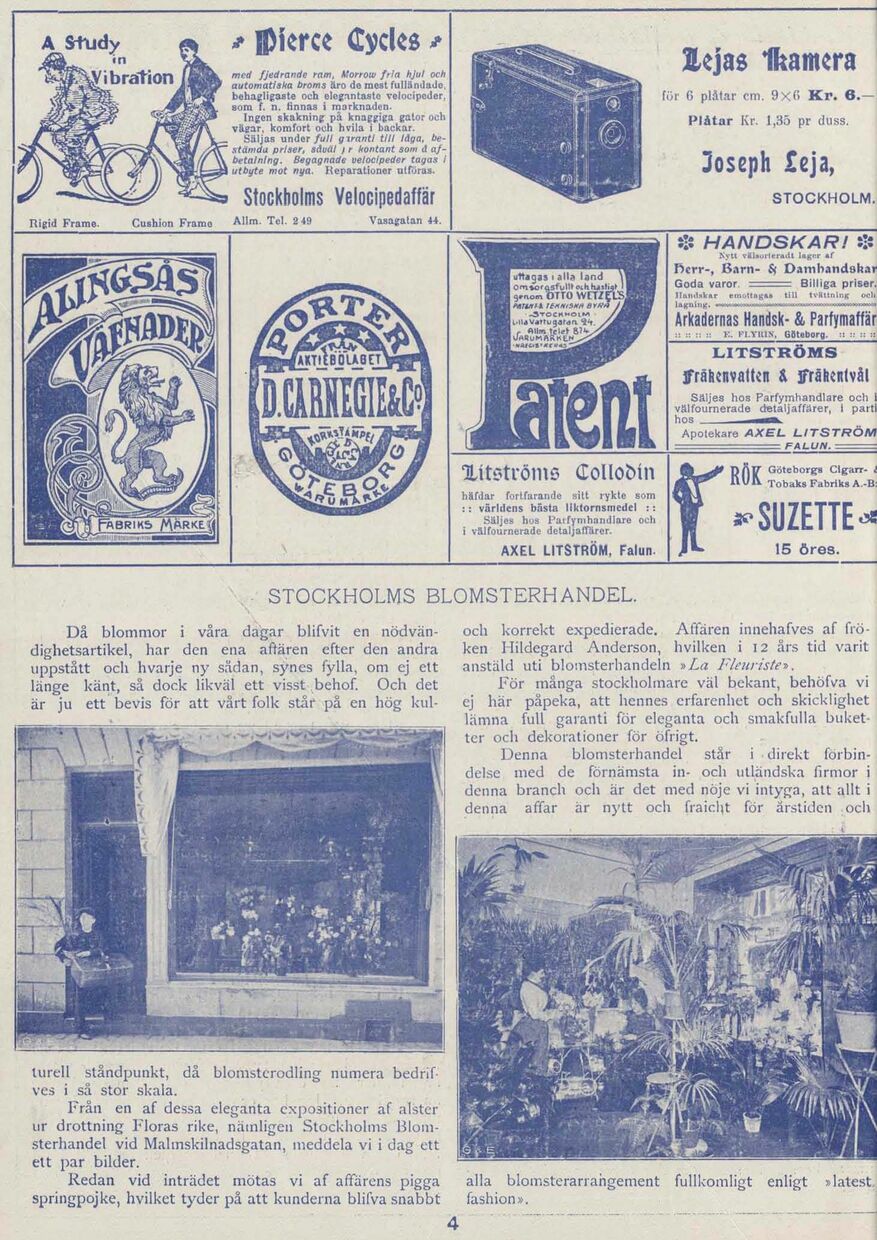 A Study
in
Vibration
Rigid Frame. Cushion Frame
Pierce Cycles
med fjedrande ram, Morrow fria hjul och
automatiska broms äro de mest fulländade,
behagligaste och elegantaste velocipeder,
som f. n. finnas i marknaden.
Ingen skakning på knaggiga gator och
vägar, komfort och hvila i backar.
Säljas under full garanti till låga, be-
stämda priser, såväl pr kontant som å af-
betalning. Begagnade velocipeder tagas i
utbyte mot nya. Reparationer utföras.
Stockholms Velocipedaffär
Allm. Tel. 2 49 Vasagatan 44.
Lejas Kamera
för 6 plåtar cm. 9×6 Kr. 6.—
Plåtar Kr. 1,35 pr duss.
Joseph Leja,
STOCKHOLM.
ALINGSÅS
VÄFNADER
FABRIKS MÄRKE
PORTER
FRÅN
AKTIEBOLAGET
D. CARNEGIE & Co
KORKSTÄMPEL
GÖTEBORG
VARUMÄRKE
Patent
uttagas i alla land
omsorgsfullt och hastigt
genom OTTO WETZEL'S
PATENT& TEKNISKA BYRÅ
STOCKHOLM
Lilla Vattugatan 24.
Allm. telef. 814
VARUMÄRKEN
HANDSKAR!
Nytt välsorteradt lager af
Herr-, Barn- & Damhandskar
Goda varor. Billiga priser.
Handskar emottagas till tvättning och
lagning.
Arkadernas Handsk- & Parfymaffär
:: :: :: :: E. FLYRIN, Göteborg. :: :: :: ::
LITSTRÖMS
Fräkenvatten & Fräkentvål
Säljes hos Parfymhandlare och i
välfournerade detaljaffärer, i parti
hos
Apotekare AXEL LITSTRÖM
FALUN.
Litströms Collodin
häfdar fortfarande sitt rykte som
:: världens bästa liktornsmedel ::
Säljes hos Parfymhandlare och
i välfournerade detaljaffärer.
AXEL LITSTRÖM, Falun.
RÖK Göteborgs Cigarr- &
Tobaks Fabriks A.-B:
SUZETTE
15 öres.
STOCKHOLMS BLOMSTERHANDEL.
Då blommor i våra dagar blifvit en nödvän-
dighetsartikel, har den ena affären efter den andra
uppstått och hvarje ny sådan, synes fylla, om ej ett
länge känt, så dock likväl ett visst behof. Och det
är ju ett bevis för att vårt folk står på en hög kul-
G & E
turell ståndpunkt, då blomsterodling numera bedrif-
ves i så stor skala.
Från en af dessa eleganta expositioner af alster
ur drottning Floras rike, nämligen Stockholms Blom-
sterhandel vid Malmskilnadsgatan, meddela vi i dag ett
ett par bilder.
Redan vid inträdet mötas vi af affärens pigga
springpojke, hvilket tyder på att kunderna blifva snabbt
och korrekt expedierade. Affären innehafves af frö-
ken Hildegard Anderson, hvilken i 12 års tid varit
anstäld uti blomsterhandeln »La Fleuriste».
För många stockholmare väl bekant, behöfva vi
ej här påpeka, att hennes erfarenhet och skicklighet
lämna full garanti för eleganta och smakfulla buket-
ter och dekorationer för öfrigt.
Denna blomsterhandel står i direkt förbin-
delse med de förnämsta in- och utländska firmor i
denna branch och är det med nöje vi intyga, att allt i
denna affar är nytt och fraicht för årstiden och
G & E
alla blomsterarrangement fullkomligt enligt »latest
fashion».
4